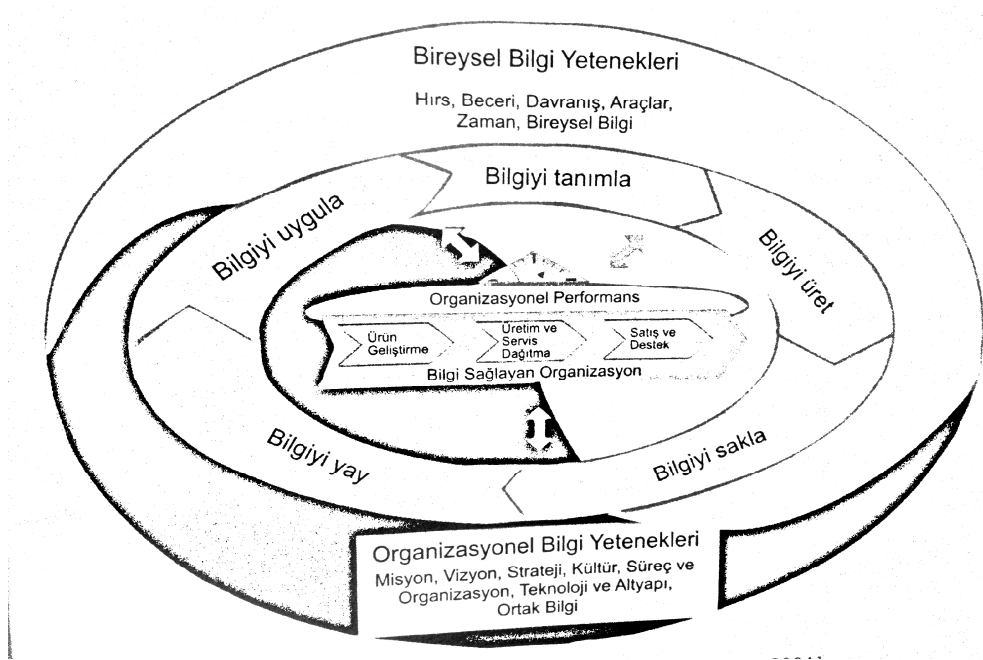 Bireysel Bilgi Yetenekleri
Hırs, Beceri, Davranış, Araçlar,
Zaman, Bireysel Bilgi
Bilgiyi tanımla
Bilgiyi uygula
Bilgiyi üret
Organizasyonel Performans
Ürün
Geliştirme
Üretim ve
Servis
Dağıtma
Satış ve
Destek
Bilgi Sağlayan Organizasyon
Bilgiyi yay
Bilgiyi sakla
Organizasyonel Bilgi Yetenekleri
Misyon, Vizyon, Strateji, Kültür, Süreç ve
Organizasyon, Teknoloji ve Altyapı,
Ortak Bilgi